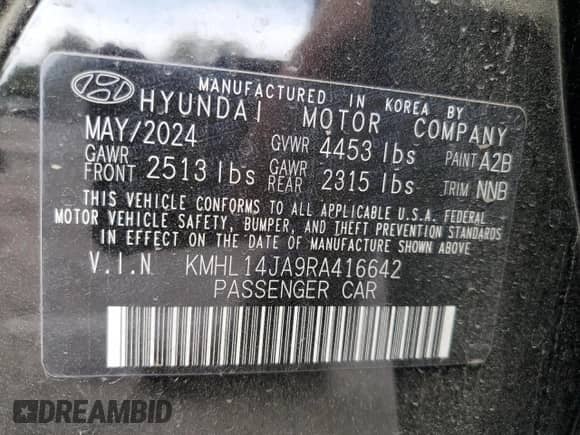 MANUFACTURED IN KOREA BY
HYUNDAI MOTOR COMPANY
MAY/2024 GVWR 4453 lbs PAINT A2B
GAWR FRONT 2513 lbs GAWR REAR 2315 lbs TRIM NNB
THIS VEHICLE CONFORMS TO ALL APPLICABLE U.S.A. FEDERAL
MOTOR VEHICLE SAFETY, BUMPER, AND THEFT PREVENTION STANDARDS
IN EFFECT ON THE DATE OF MANUFACTURE SHOWN ABOVE.
V.I.N KMHL14JA9RA416642
PASSENGER CAR
DREAMBID